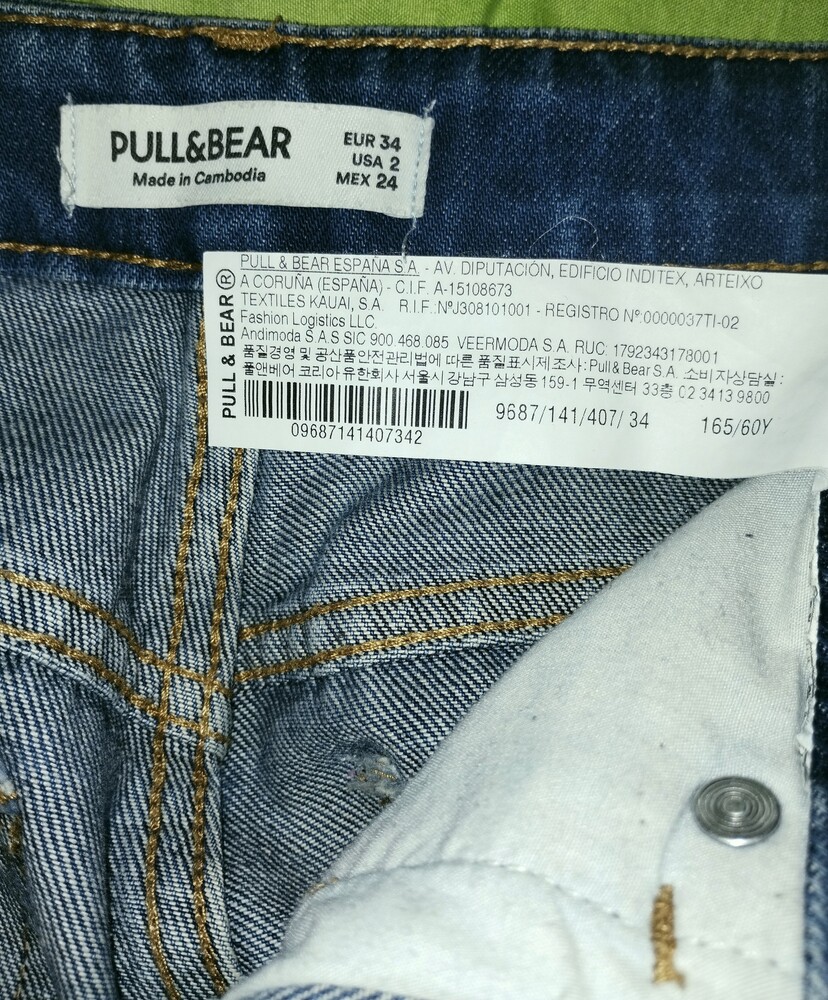 PULL&BEAR
Made in Cambodia
EUR 34
USA 2
MEX 24
PULL & BEAR ®
PULL & BEAR ESPAÑA S.A. - AV. DIPUTACIÓN, EDIFICIO INDITEX, ARTEIXO
A CORUÑA (ESPAÑA) - C.I.F. A-15108673
TEXTILES KAUAI, S.A. R.I.F.:NºJ308101001 - REGISTRO Nº:0000037TI-02
Fashion Logistics LLC.
Andimoda S.A.S SIC 900.468.085 VEERMODA S.A. RUC: 1792343178001
품질경영 및 공산품안전관리법에 따른 품질표시제조사: Pull & Bear S.A. 소비자상담실:
풀앤베어 코리아 유한회사 서울시 강남구 삼성동 159-1 무역센터 33층 02 3413 9800
09687141407342
9687/141/407/ 34
165/60Y